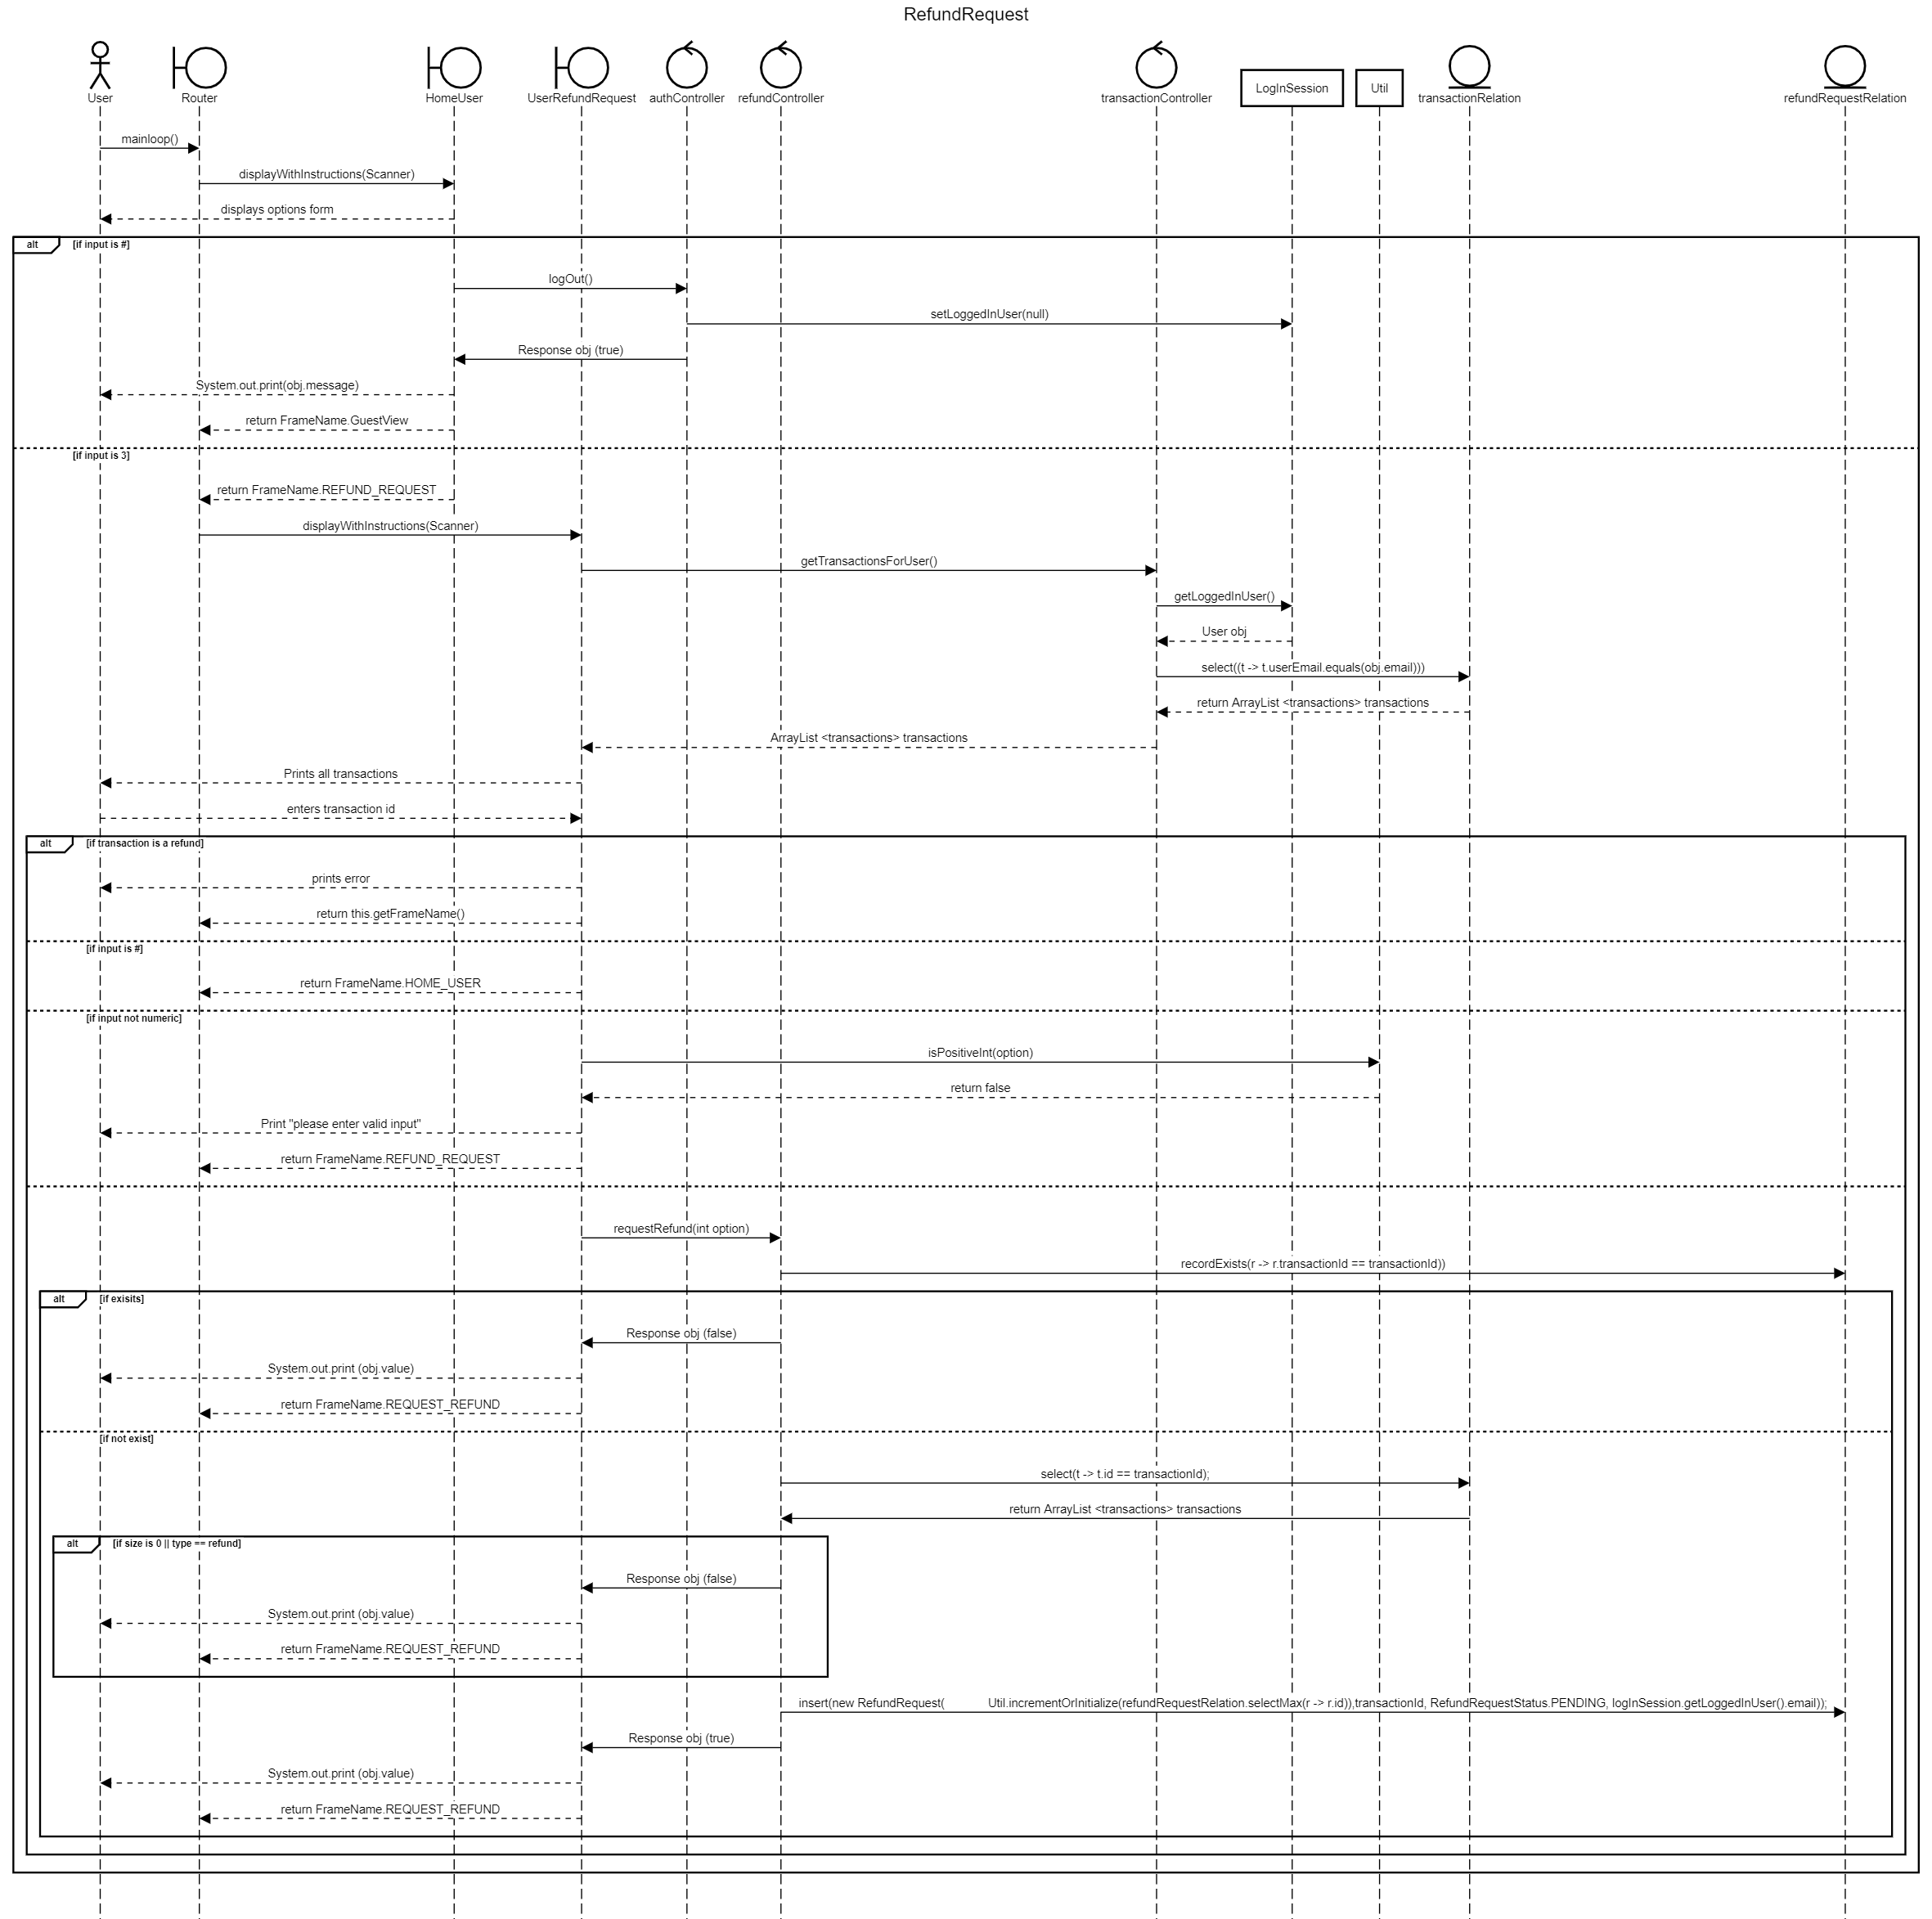 RefundRequest
User
Router
HomeUser
UserRefundRequest
authController
refundController
transactionController
LogInSession
Util
transactionRelation
refundRequestRelation
mainloop()
displayWithInstructions(Scanner)
displays options form
alt [if input is #]
logOut()
setLoggedInUser(null)
Response obj (true)
System.out.print(obj.message)
return FrameName.GuestView
[if input is 3]
return FrameName.REFUND_REQUEST
displayWithInstructions(Scanner)
getTransactionsForUser()
getLoggedInUser()
User obj
select((t -> t.userEmail.equals(obj.email)))
return ArrayList <transactions> transactions
ArrayList <transactions> transactions
Prints all transactions
enters transaction id
alt [if transaction is a refund]
prints error
return this.getFrameName()
[if input is #]
return FrameName.HOME_USER
[if input not numeric]
isPositiveInt(option)
return false
Print "please enter valid input"
return FrameName.REFUND_REQUEST
requestRefund(int option)
recordExists(r -> r.transactionId == transactionId))
alt [if exisits]
Response obj (false)
System.out.print (obj.value)
return FrameName.REQUEST_REFUND
[if not exist]
select(t -> t.id == transactionId);
return ArrayList <transactions> transactions
alt [if size is 0 || type == refund]
Response obj (false)
System.out.print (obj.value)
return FrameName.REQUEST_REFUND
insert(new RefundRequest( Util.incrementOrInitialize(refundRequestRelation.selectMax(r -> r.id)),transactionId, RefundRequestStatus.PENDING, logInSession.getLoggedInUser().email));
Response obj (true)
System.out.print (obj.value)
return FrameName.REQUEST_REFUND